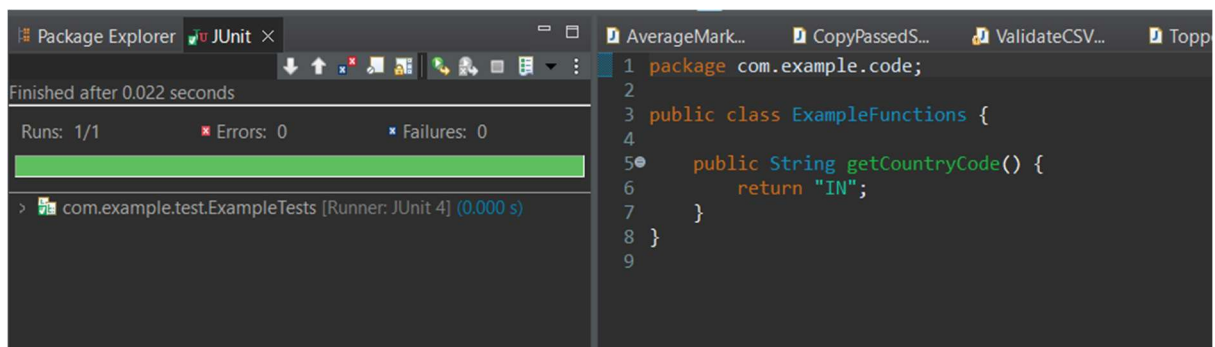 Package Explorer JUnit
Finished after 0.022 seconds
Runs: 1/1 Errors: 0 Failures: 0
com.example.test.ExampleTests [Runner: JUnit 4] (0.000 s)
AverageMark... CopyPassedS... ValidateCSV... Topp
1 package com.example.code;
2
3 public class ExampleFunctions {
4
5 public String getCountryCode() {
6 return "IN";
7 }
8 }
9